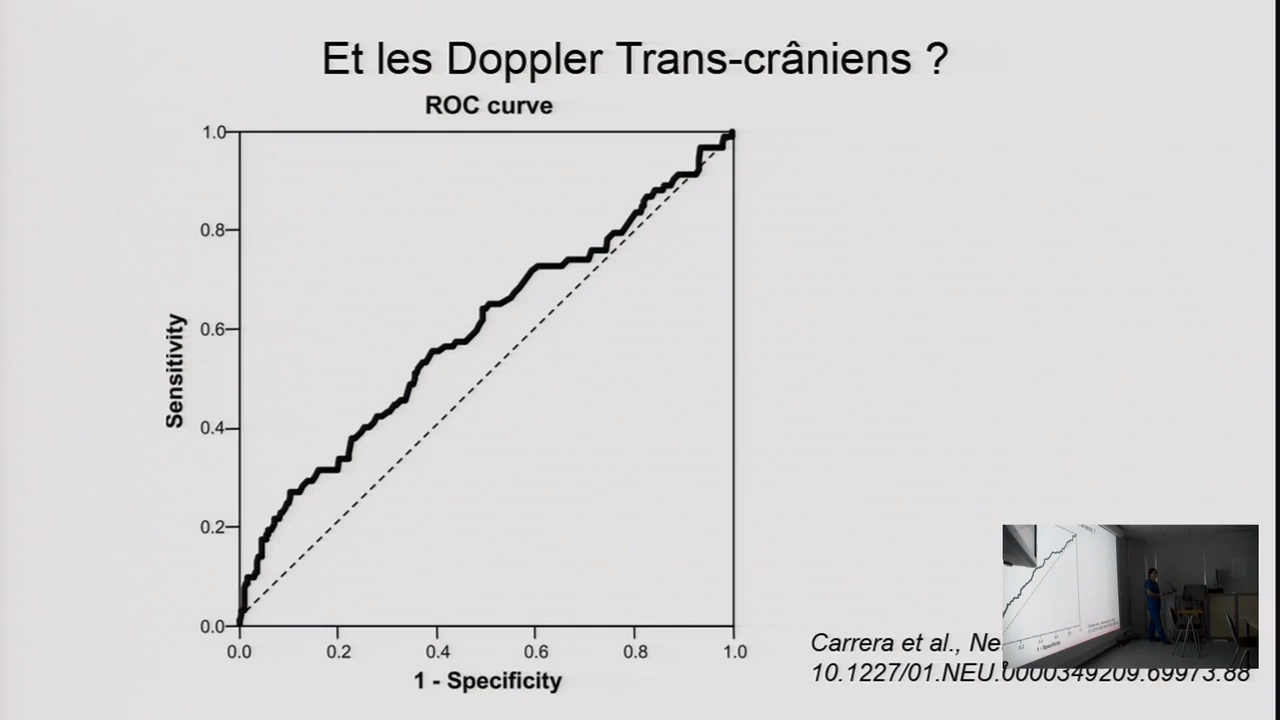 Et les Doppler Trans-crâniens ?
ROC curve
1.0
0.8
0.6
0.4
0.2
0.0
Sensitivity
0.0 0.2 0.4 0.6 0.8 1.0
1 - Specificity
Carrera et al.,
10.1227/01.NEU.0000349209.69973.88